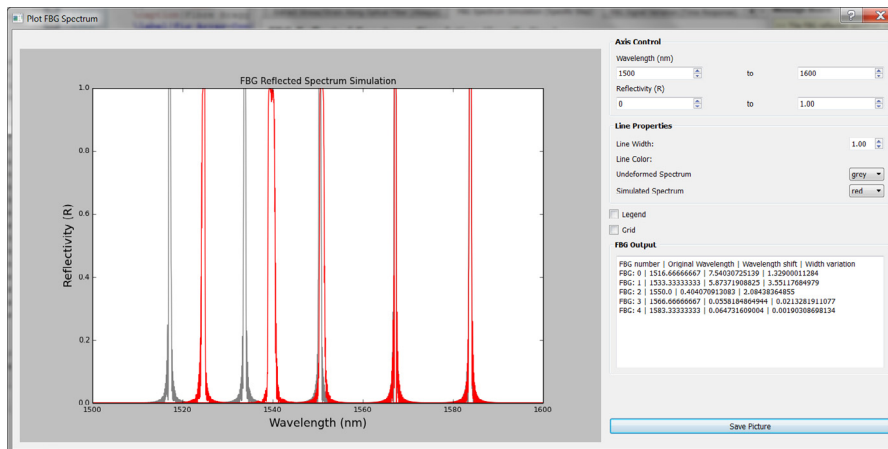 Plot FBG Spectrum
FBG Reflected Spectrum Simulation
Reflectivity (R)
1.0
0.8
0.6
0.4
0.2
0.0
1500
1520
1540
1560
1580
1600
Wavelength (nm)
Axis Control
Wavelength (nm)
1500 to 1600
Reflectivity (R)
0 to 1.00
Line Properties
Line Width: 1.00
Line Color:
Undeformed Spectrum grey
Simulated Spectrum red
Legend
Grid
FBG Output
FBG number | Original Wavelength | Wavelength shift | Width variation
FBG: 0 | 1516.66666667 | 7.54030725139 | 1.32900011284
FBG: 1 | 1533.33333333 | 5.87371908825 | 3.55117684979
FBG: 2 | 1550.0 | 0.404070913083 | 2.08438364855
FBG: 3 | 1566.66666667 | 0.0558184864944 | 0.0213281911077
FBG: 4 | 1583.33333333 | 0.064731609004 | 0.00190308698134
Save Picture